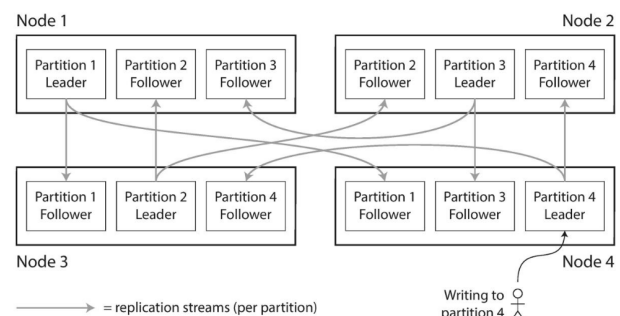 Node 1
Node 2
Partition 1
Leader
Partition 2
Follower
Partition 3
Follower
Partition 2
Follower
Partition 3
Leader
Partition 4
Follower
Partition 1
Follower
Partition 2
Leader
Partition 4
Follower
Partition 1
Follower
Partition 3
Follower
Partition 4
Leader
Node 3
Node 4
= replication streams (per partition)
Writing to
partition 4